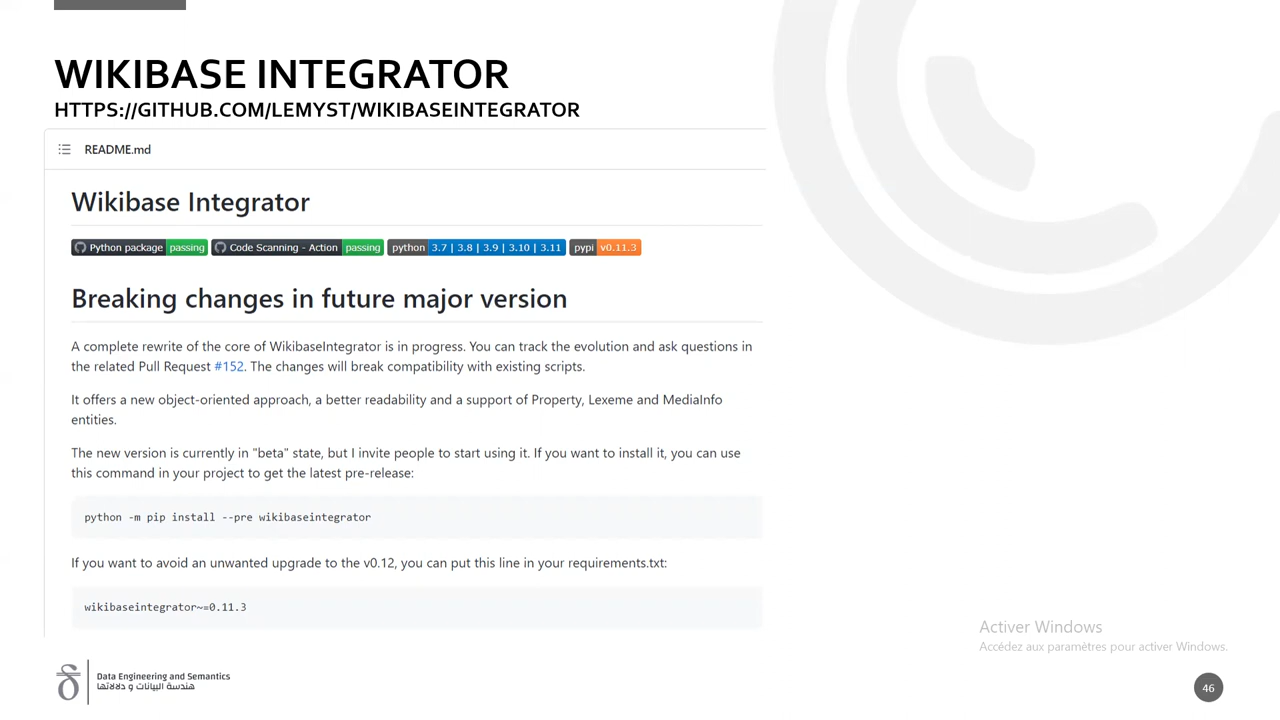 WIKIBASE INTEGRATOR
HTTPS://GITHUB.COM/LEMYST/WIKIBASEINTEGRATOR
README.md
Wikibase Integrator
Python package passing Code Scanning - Action passing python 3.7 | 3.8 | 3.9 | 3.10 | 3.11 pypi v0.11.3
Breaking changes in future major version
A complete rewrite of the core of WikibaseIntegrator is in progress. You can track the evolution and ask questions in
the related Pull Request #152. The changes will break compatibility with existing scripts.
It offers a new object-oriented approach, a better readability and a support of Property, Lexeme and MediaInfo
entities.
The new version is currently in "beta" state, but I invite people to start using it. If you want to install it, you can use
this command in your project to get the latest pre-release:
python -m pip install --pre wikibaseintegrator
If you want to avoid an unwanted upgrade to the v0.12, you can put this line in your requirements.txt:
wikibaseintegrator~=0.11.3
Activer Windows
Accédez aux paramètres pour activer Windows.
Data Engineering and Semantics
هندسة البيانات و دلالاتها
46